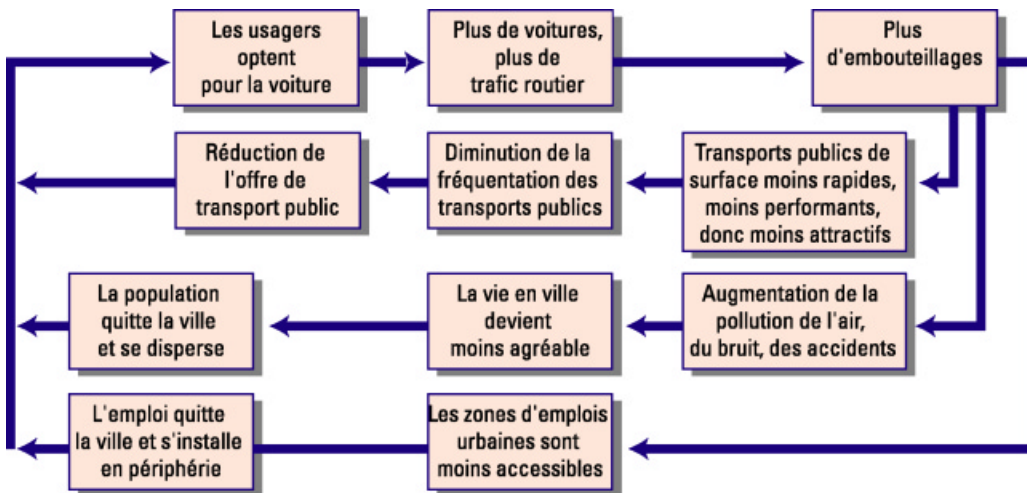 Les usagers
optent
pour la voiture
Plus de voitures,
plus de
trafic routier
Plus
d'embouteillages
Réduction de
l'offre de
transport public
Diminution de la
fréquentation des
transports publics
Transports publics de
surface moins rapides,
moins performants,
donc moins attractifs
La population
quitte la ville
et se disperse
La vie en ville
devient
moins agréable
Augmentation de la
pollution de l'air,
du bruit, des accidents
L'emploi quitte
la ville et s'installe
en périphérie
Les zones d'emplois
urbaines sont
moins accessibles